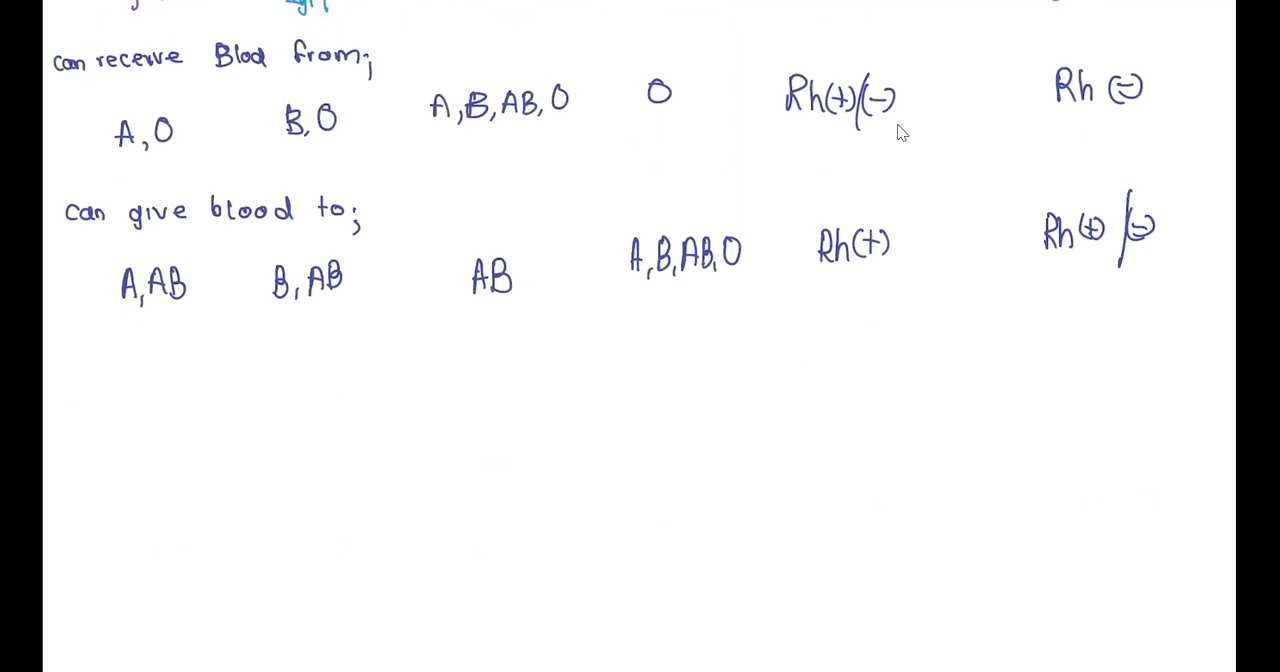 can receive Blod from;
A, O B, O A, B, AB, O O Rh(+)/(-) Rh (-)
can give blood to;
A, AB B, AB AB A, B, AB, O Rh(+) Rh(+) /(-)